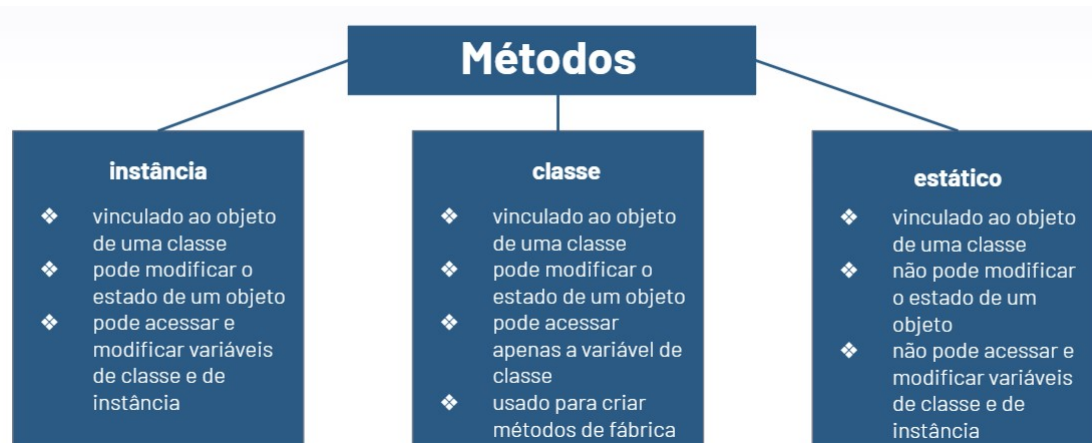 Métodos
instância
❖ vinculado ao objeto
de uma classe
❖ pode modificar o
estado de um objeto
❖ pode acessar e
modificar variáveis
de classe e de
instância
classe
❖ vinculado ao objeto
de uma classe
❖ pode modificar o
estado de um objeto
❖ pode acessar
apenas a variável de
classe
❖ usado para criar
métodos de fábrica
estático
❖ vinculado ao objeto
de uma classe
❖ não pode modificar
o estado de um
objeto
❖ não pode acessar e
modificar variáveis
de classe e de
instância